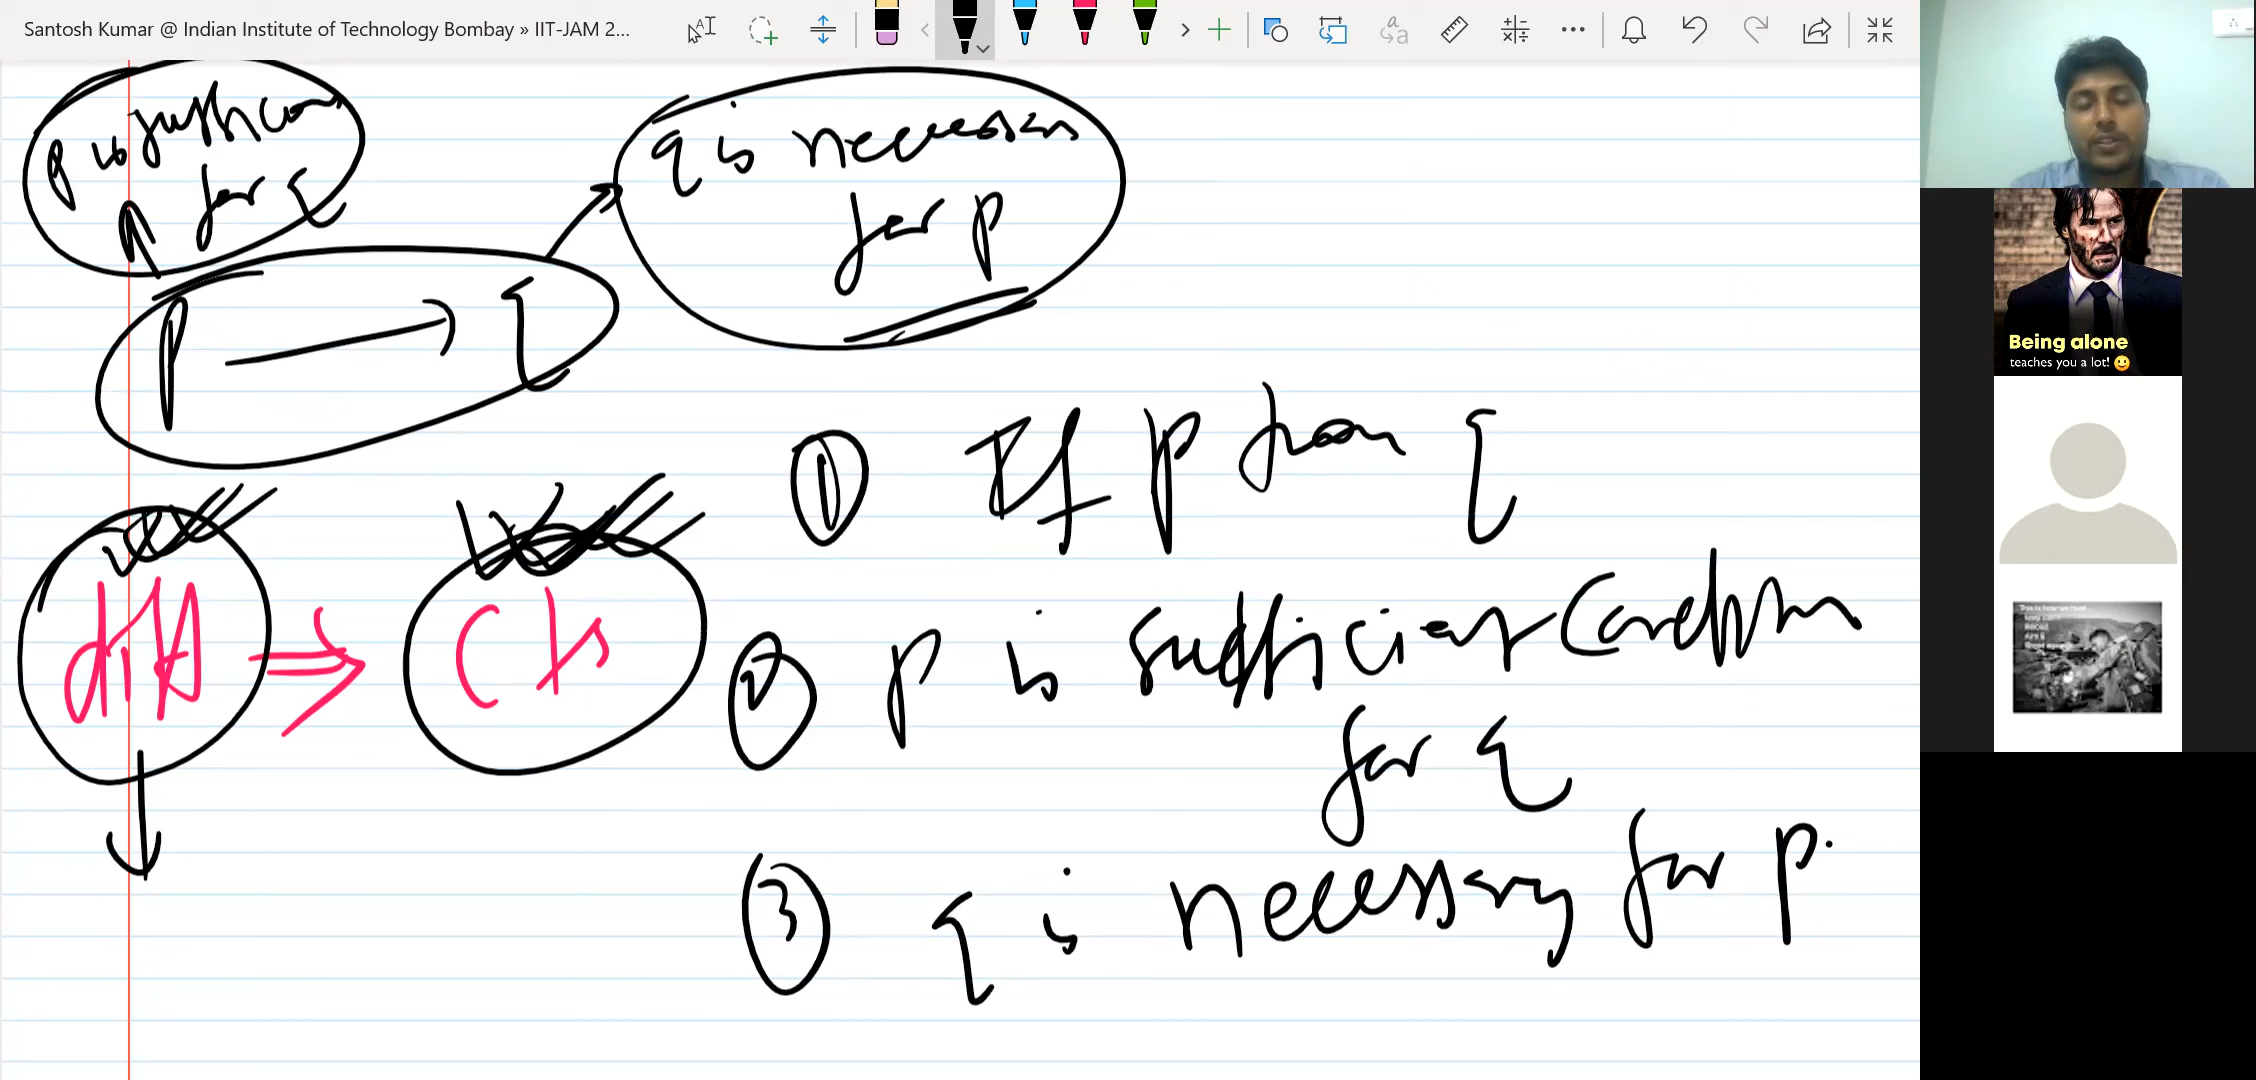 Santosh Kumar @ Indian Institute of Technology Bombay » IIT-JAM 2...
p is sufficient
for q
q is necessary
for p
p → q
① If p then q
diff ⇒ Cts
② p is sufficient Condition
for q
③ q is necessary for p.
Being alone
teaches you a lot! 😀